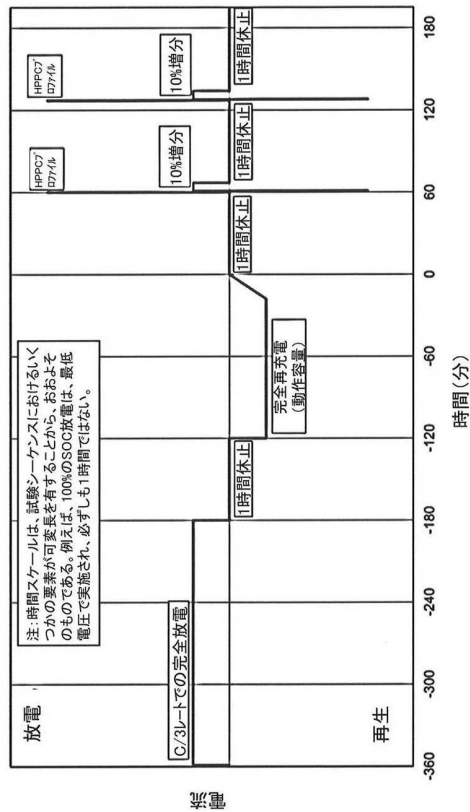 電流
放電
再生
注:時間スケールは、試験シーケンスにおけるいく
つかの要素が可変長を有することから、おおよそ
のものである。例えば、100%のSOC放電は、最低
電圧で実施され、必ずしも1時間ではない。
C/3レートでの完全放電
1時間休止
完全再充電
(動作容量)
1時間休止
HPPCプ
ロファイル
10%増分
1時間休止
HPPCプ
ロファイル
10%増分
1時間休止
-360
-300
-240
-180
-120
-60
0
60
120
180
時間(分)